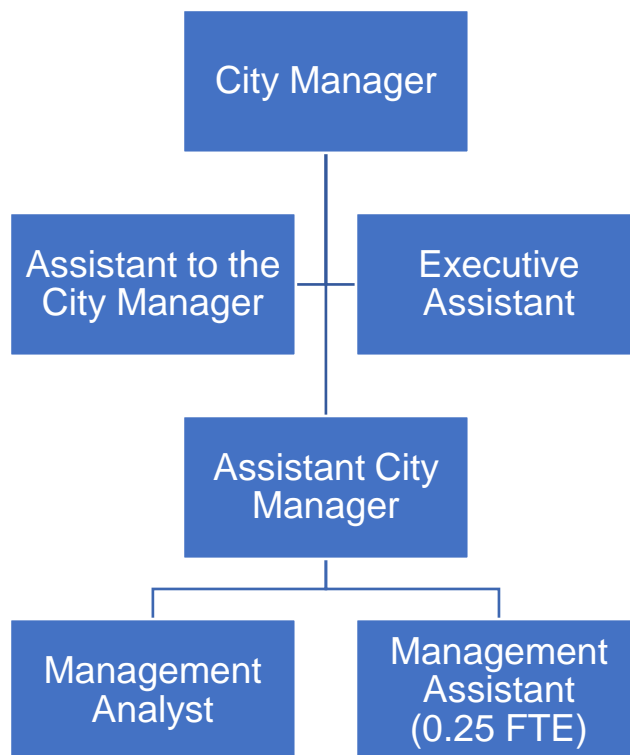 City Manager
Assistant to the
City Manager
Executive
Assistant
Assistant City
Manager
Management
Analyst
Management
Assistant
(0.25 FTE)